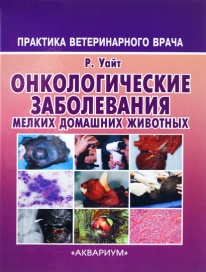 ПРАКТИКА ВЕТЕРИНАРНОГО ВРАЧА
Р. Уайт
ОНКОЛОГИЧЕСКИЕ
ЗАБОЛЕВАНИЯ
МЕЛКИХ ДОМАШНИХ ЖИВОТНЫХ
«АКВАРИУМ»